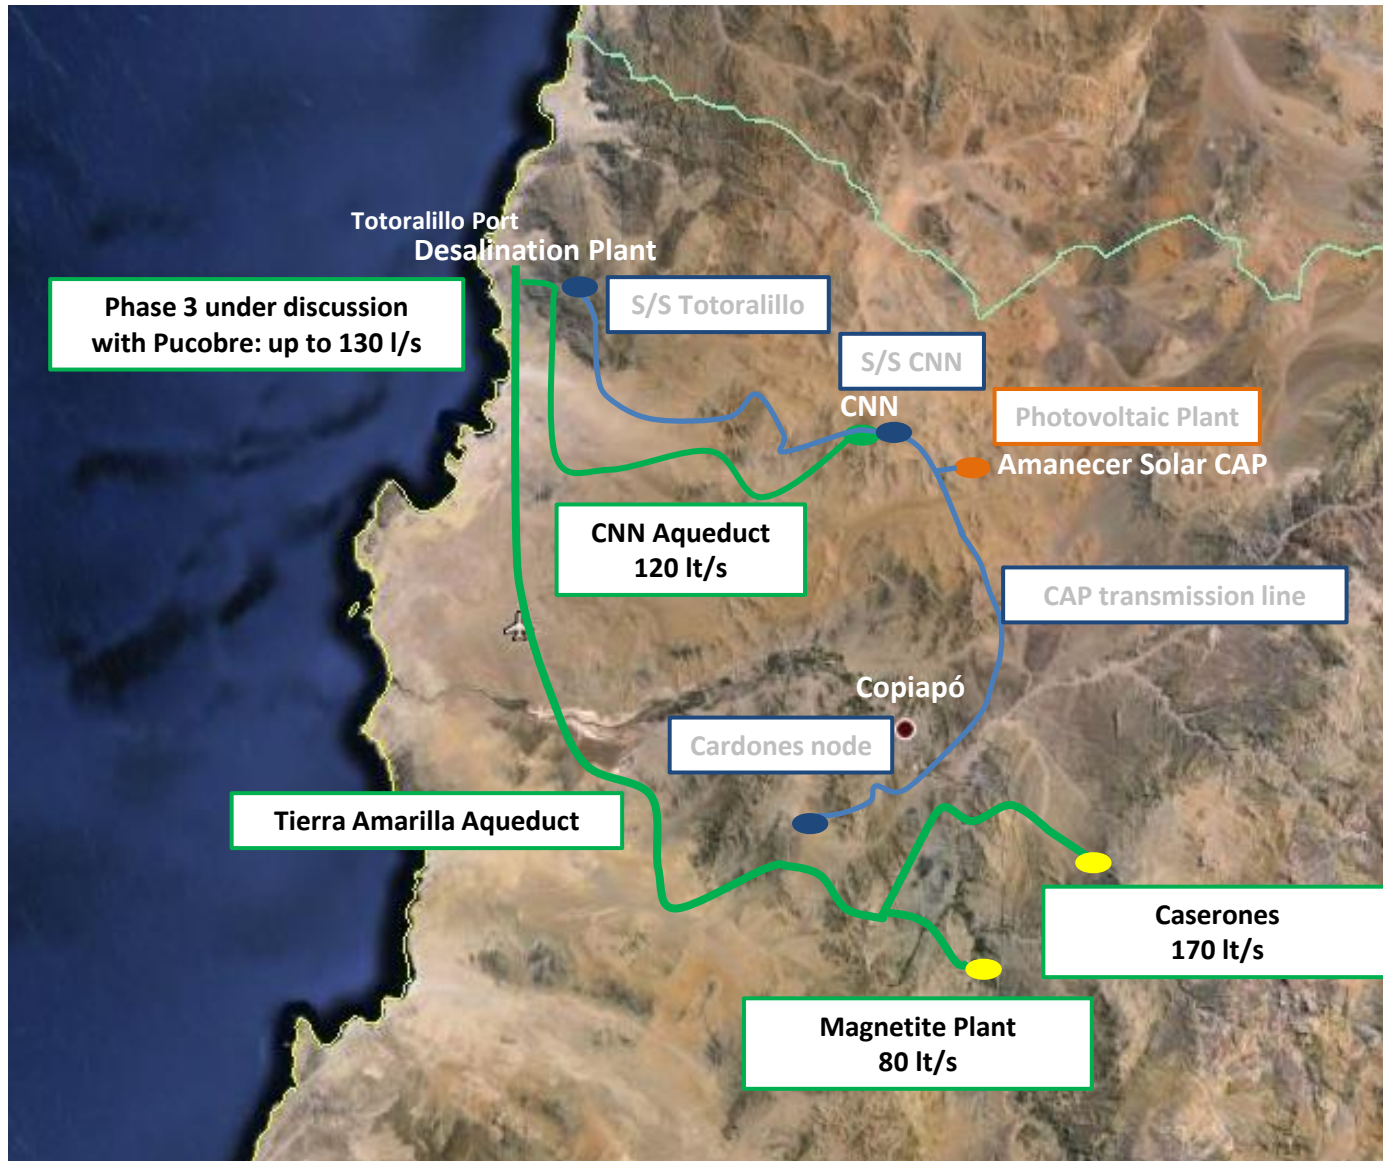 Totoralillo Port
Desalination Plant
Phase 3 under discussion
with Pucobre: up to 130 l/s
S/S Totoralillo
S/S CNN
CNN
Photovoltaic Plant
Amanecer Solar CAP
CNN Aqueduct
120 lt/s
CAP transmission line
Copiapó
Cardones node
Tierra Amarilla Aqueduct
Caserones
170 lt/s
Magnetite Plant
80 lt/s